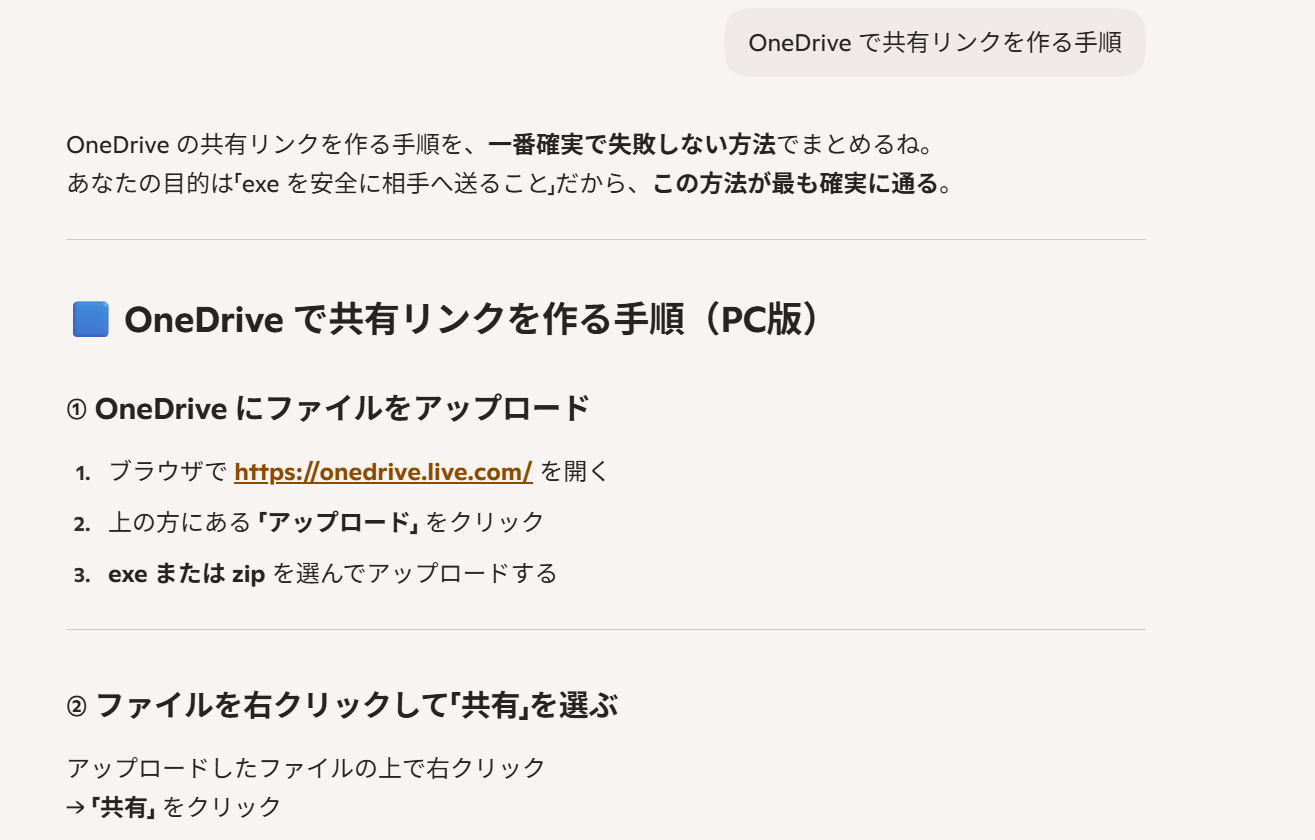 OneDrive で共有リンクを作る手順
OneDrive の共有リンクを作る手順を、一番確実で失敗しない方法でまとめるね。
あなたの目的は「exe を安全に相手へ送ること」だから、この方法が最も確実に通る。
OneDrive で共有リンクを作る手順（PC版）
① OneDrive にファイルをアップロード
1. ブラウザで https://onedrive.live.com/ を開く
2. 上の方にある「アップロード」をクリック
3. exe または zip を選んでアップロードする
② ファイルを右クリックして「共有」を選ぶ
アップロードしたファイルの上で右クリック
→「共有」をクリック